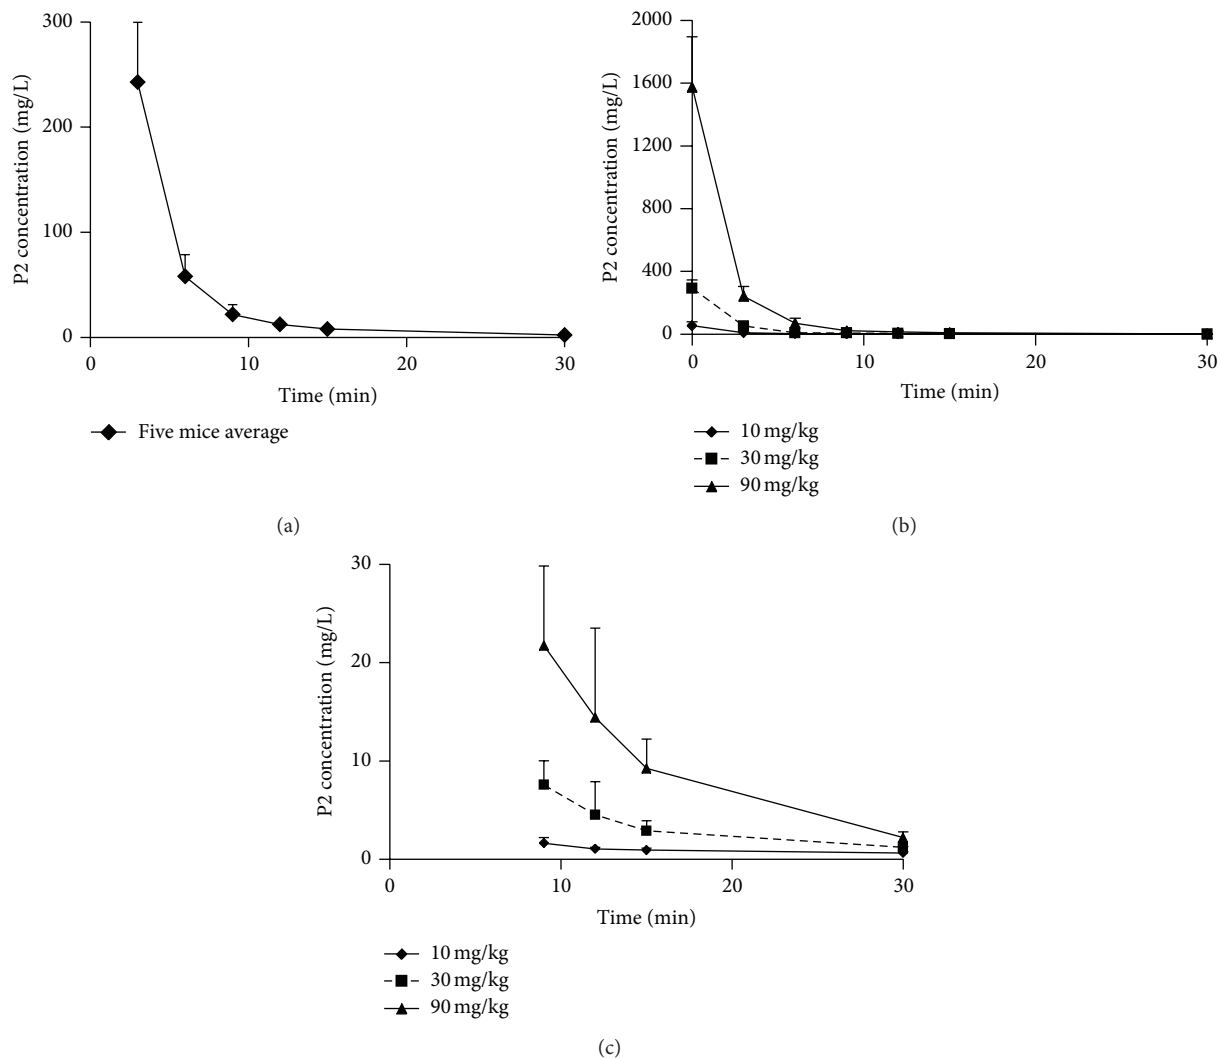 300
200
100
0
P2 concentration (mg/L)
0
10
20
30
Time (min)
Five mice average
(a)
2000
1600
1200
800
400
0
P2 concentration (mg/L)
0
10
20
30
Time (min)
10 mg/kg
30 mg/kg
90 mg/kg
(b)
30
20
10
0
P2 concentration (mg/L)
0
10
20
30
Time (min)
10 mg/kg
30 mg/kg
90 mg/kg
(c)